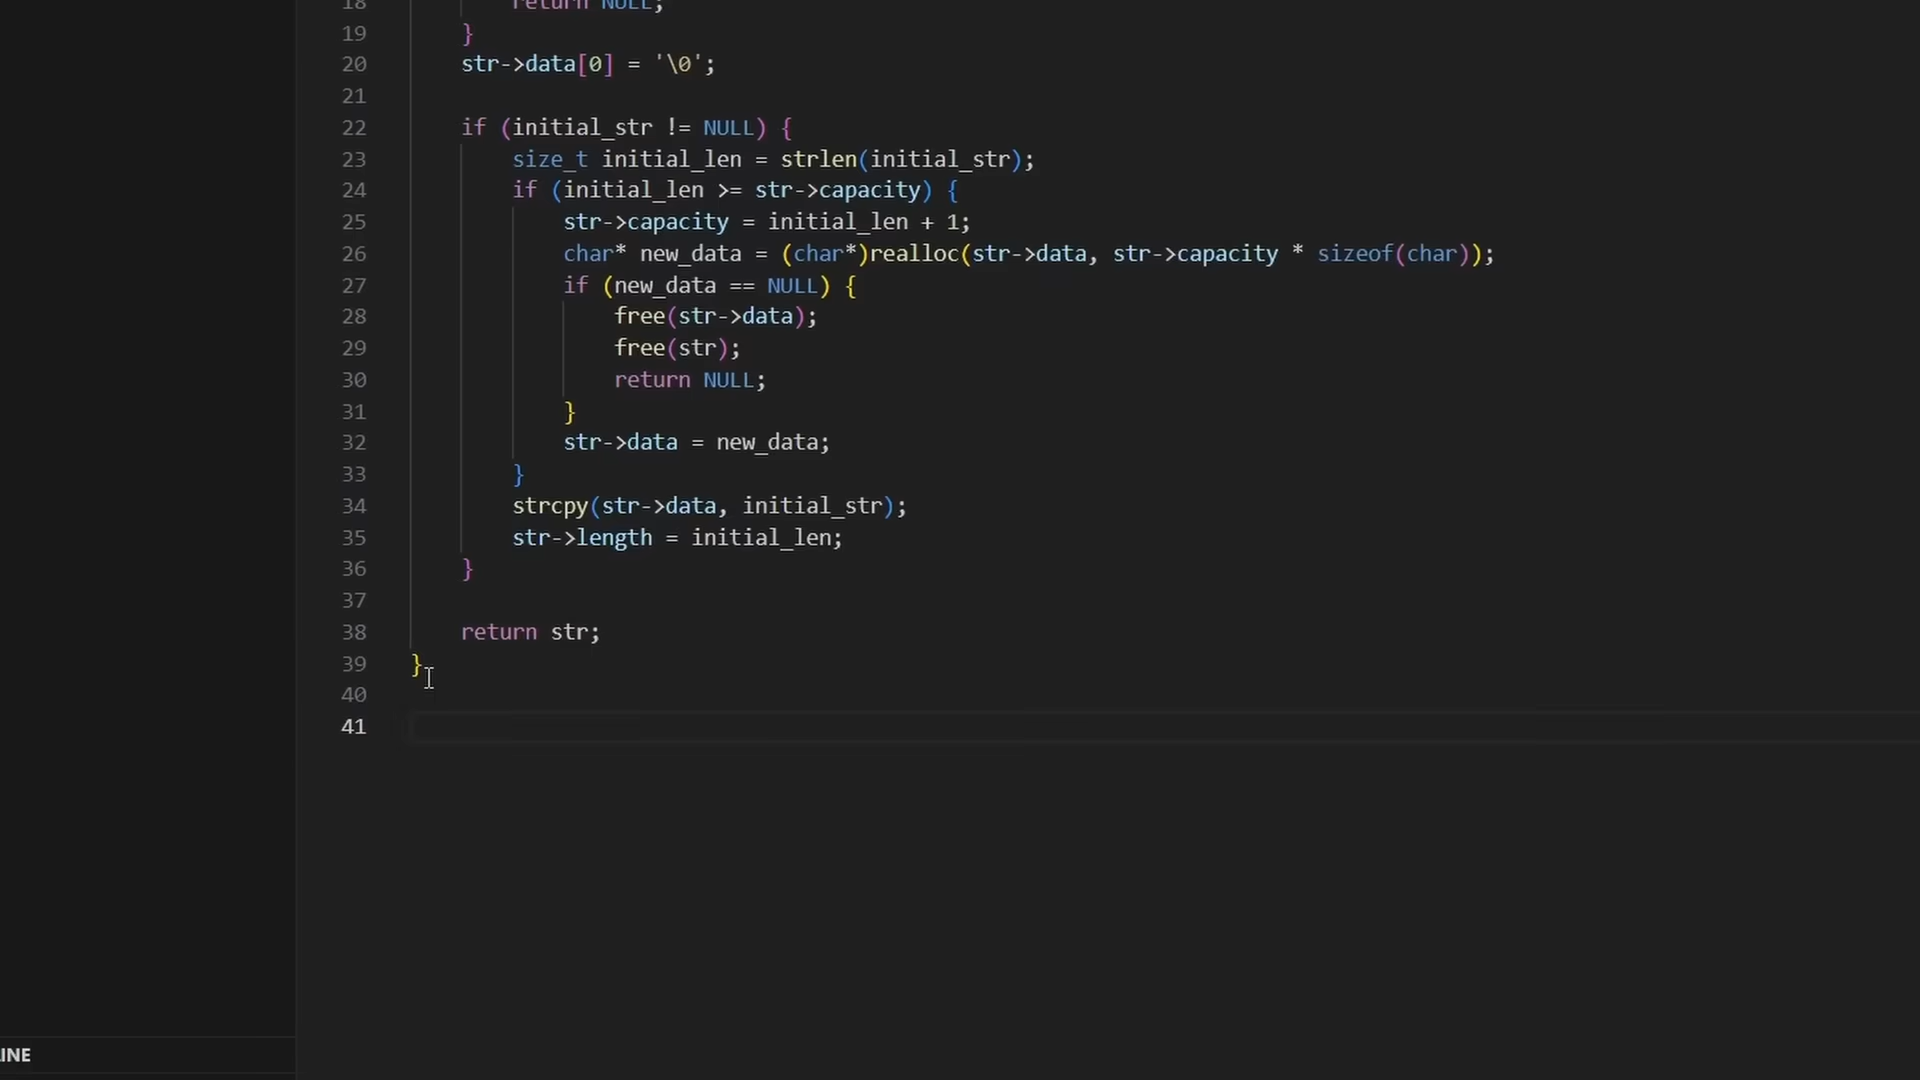 18 return NULL;
19 }
20 str->data[0] = '\0';
21
22 if (initial_str != NULL) {
23 size_t initial_len = strlen(initial_str);
24 if (initial_len >= str->capacity) {
25 str->capacity = initial_len + 1;
26 char* new_data = (char*)realloc(str->data, str->capacity * sizeof(char));
27 if (new_data == NULL) {
28 free(str->data);
29 free(str);
30 return NULL;
31 }
32 str->data = new_data;
33 }
34 strcpy(str->data, initial_str);
35 str->length = initial_len;
36 }
37
38 return str;
39 }
40
41
INE